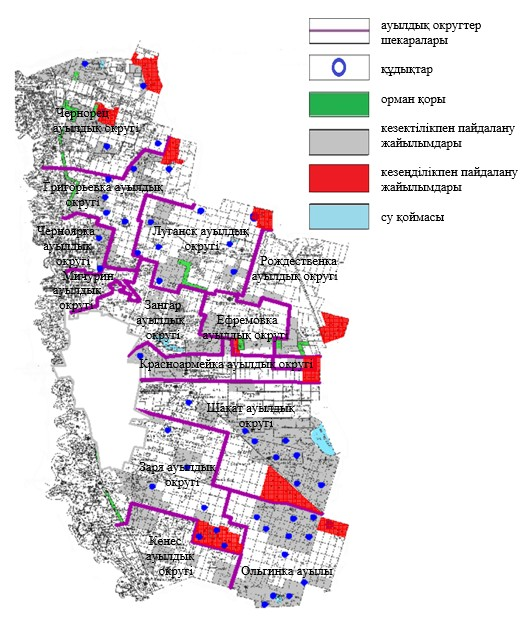 ауылдық округтер
шекаралары
құдықтар
орман қоры
кезектілікпен пайдалану
жайылымдары
кезеңділікпен пайдалану
жайылымдары
су қоймасы
Чернорец
ауылдық округі
Григорьевка ауылдық
округі
Черноярка
ауылдық
округі
Мичурин
ауылдық
округі
Луганск ауылдық
округі
Рождественка
ауылдық округі
Заңғар
ауылдық
округі
Ефремовка
ауылдық округі
Красноармейка ауылдық округі
Шақат ауылдық
округі
Заря ауылдық
округі
Кеңес
ауылдық
округі
Ольгинка ауылы